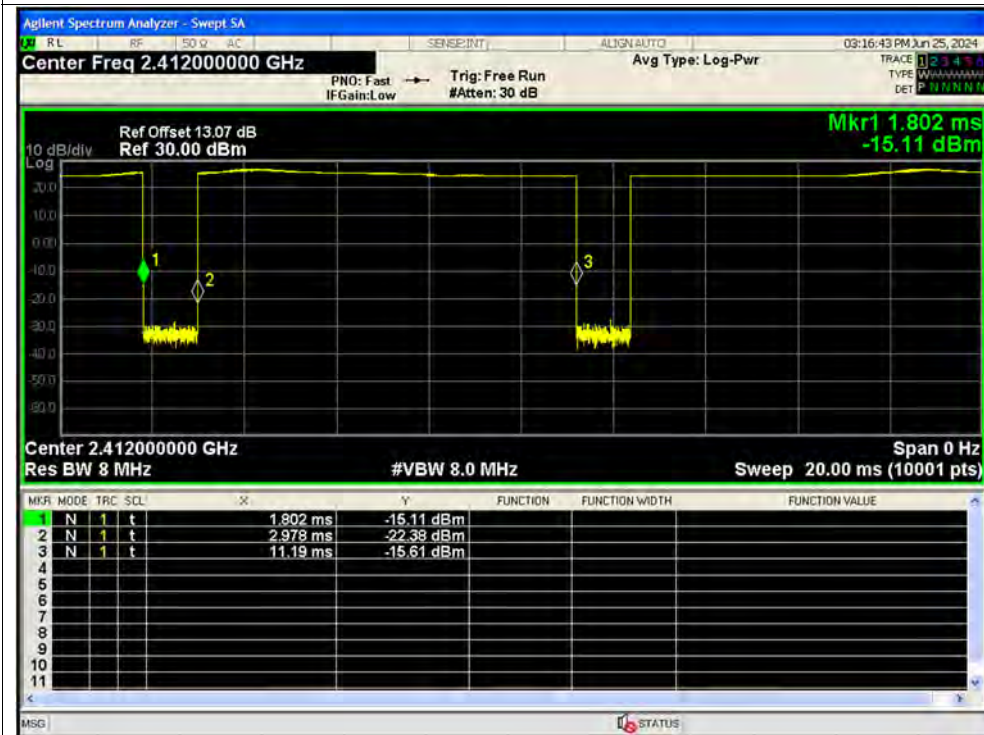 Agilent Spectrum Analyzer - Swept SA
RL RF 50 Ω AC SENSE:INT ALIGN AUTO 03:16:43 PM Jun 25, 2024
Center Freq 2.412000000 GHz
PNO: Fast
IFGain:Low
Trig: Free Run
#Atten: 30 dB
Avg Type: Log-Pwr
TRACE 1 2 3 4 5 6
TYPE W
DET P N N N N N
Mkr1 1.802 ms
-15.11 dBm
Ref Offset 13.07 dB
10 dB/div Ref 30.00 dBm
Log
20.0
10.0
0.00
-10.0
-20.0
-30.0
-40.0
-50.0
-60.0
1
2
3
Center 2.412000000 GHz Span 0 Hz
Res BW 8 MHz #VBW 8.0 MHz Sweep 20.00 ms (10001 pts)
MKR MODE TRC SCL X Y FUNCTION FUNCTION WIDTH FUNCTION VALUE
1 N 1 t 1.802 ms -15.11 dBm
2 N 1 t 2.978 ms -22.38 dBm
3 N 1 t 11.19 ms -15.61 dBm
4
5
6
7
8
9
10
11
MSG STATUS